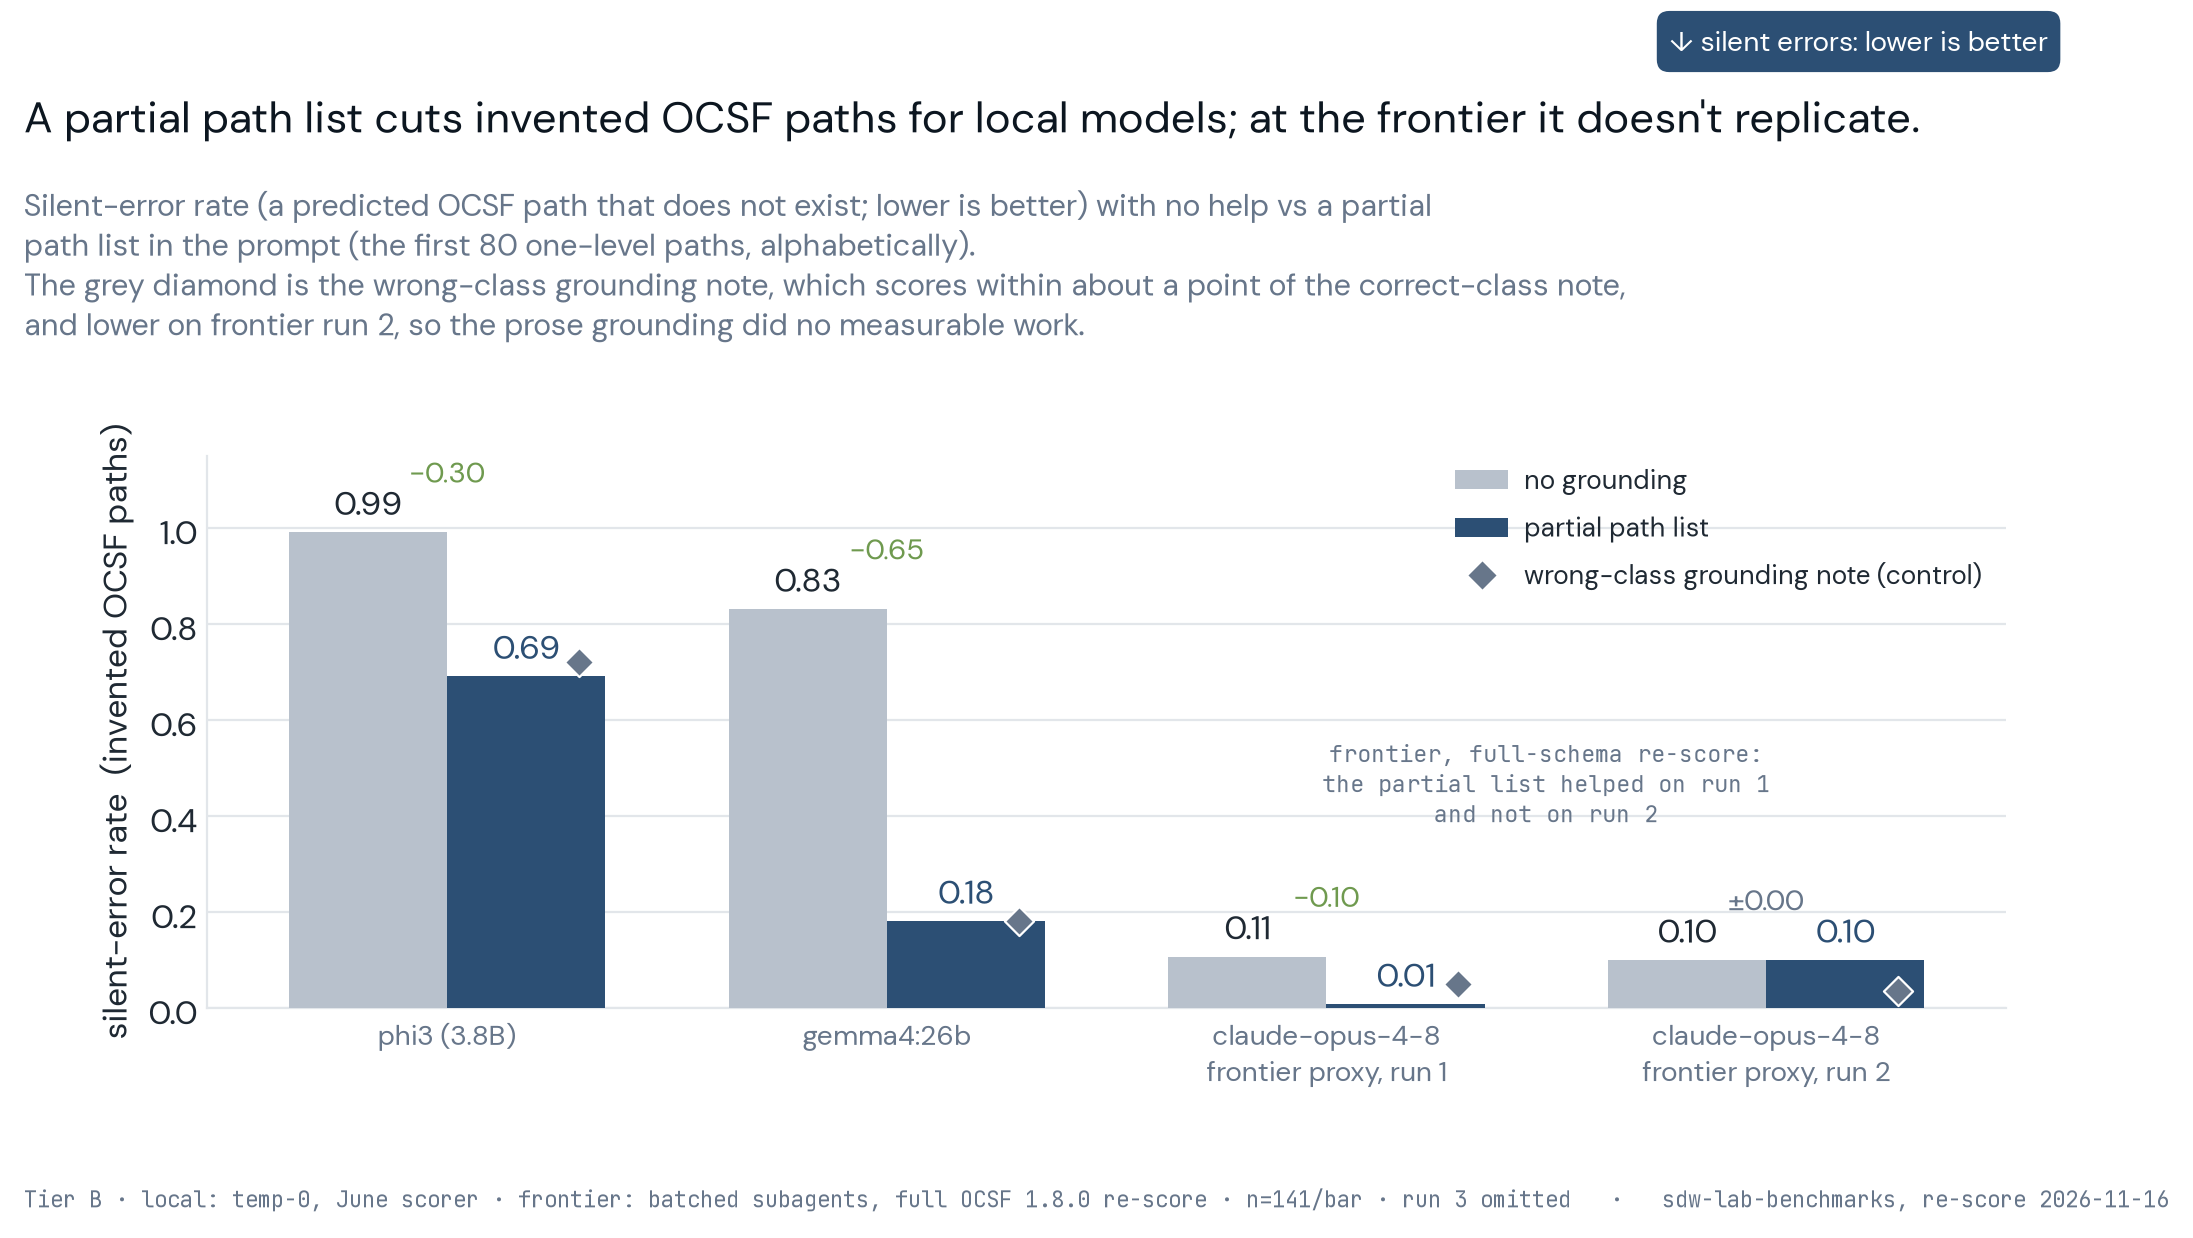 ↓ silent errors: lower is better
A partial path list cuts invented OCSF paths for local models; at the frontier it doesn't replicate.
Silent-error rate (a predicted OCSF path that does not exist; lower is better) with no help vs a partial
path list in the prompt (the first 80 one-level paths, alphabetically).
The grey diamond is the wrong-class grounding note, which scores within about a point of the correct-class note,
and lower on frontier run 2, so the prose grounding did no measurable work.
silent-error rate (invented OCSF paths)
1.0
0.8
0.6
0.4
0.2
0.0
−0.30
0.99
0.69
−0.65
0.83
0.18
−0.10
0.11
0.01
±0.00
0.10
0.10
no grounding
partial path list
wrong-class grounding note (control)
frontier, full-schema re-score:
the partial list helped on run 1
and not on run 2
phi3 (3.8B)
gemma4:26b
claude-opus-4-8
frontier proxy, run 1
claude-opus-4-8
frontier proxy, run 2
Tier B · local: temp-0, June scorer · frontier: batched subagents, full OCSF 1.8.0 re-score · n=141/bar · run 3 omitted · sdw-lab-benchmarks, re-score 2026-11-16